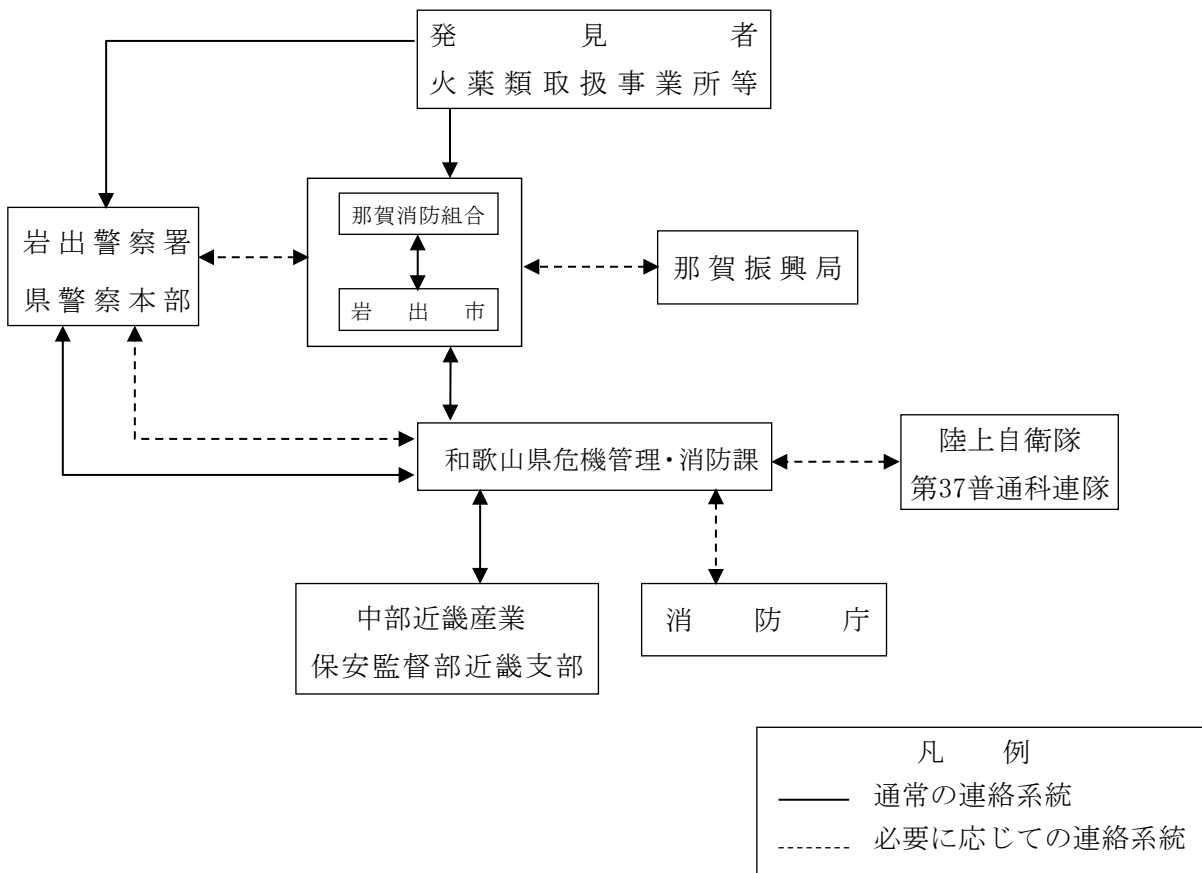 発見者
火薬類取扱事業所等
那賀消防組合
岩出市
岩出警察署
県警察本部
那賀振興局
和歌山県危機管理・消防課
陸上自衛隊
第37普通科連隊
中部近畿産業
保安監督部近畿支部
消防庁
凡例
通常の連絡系統
必要に応じての連絡系統